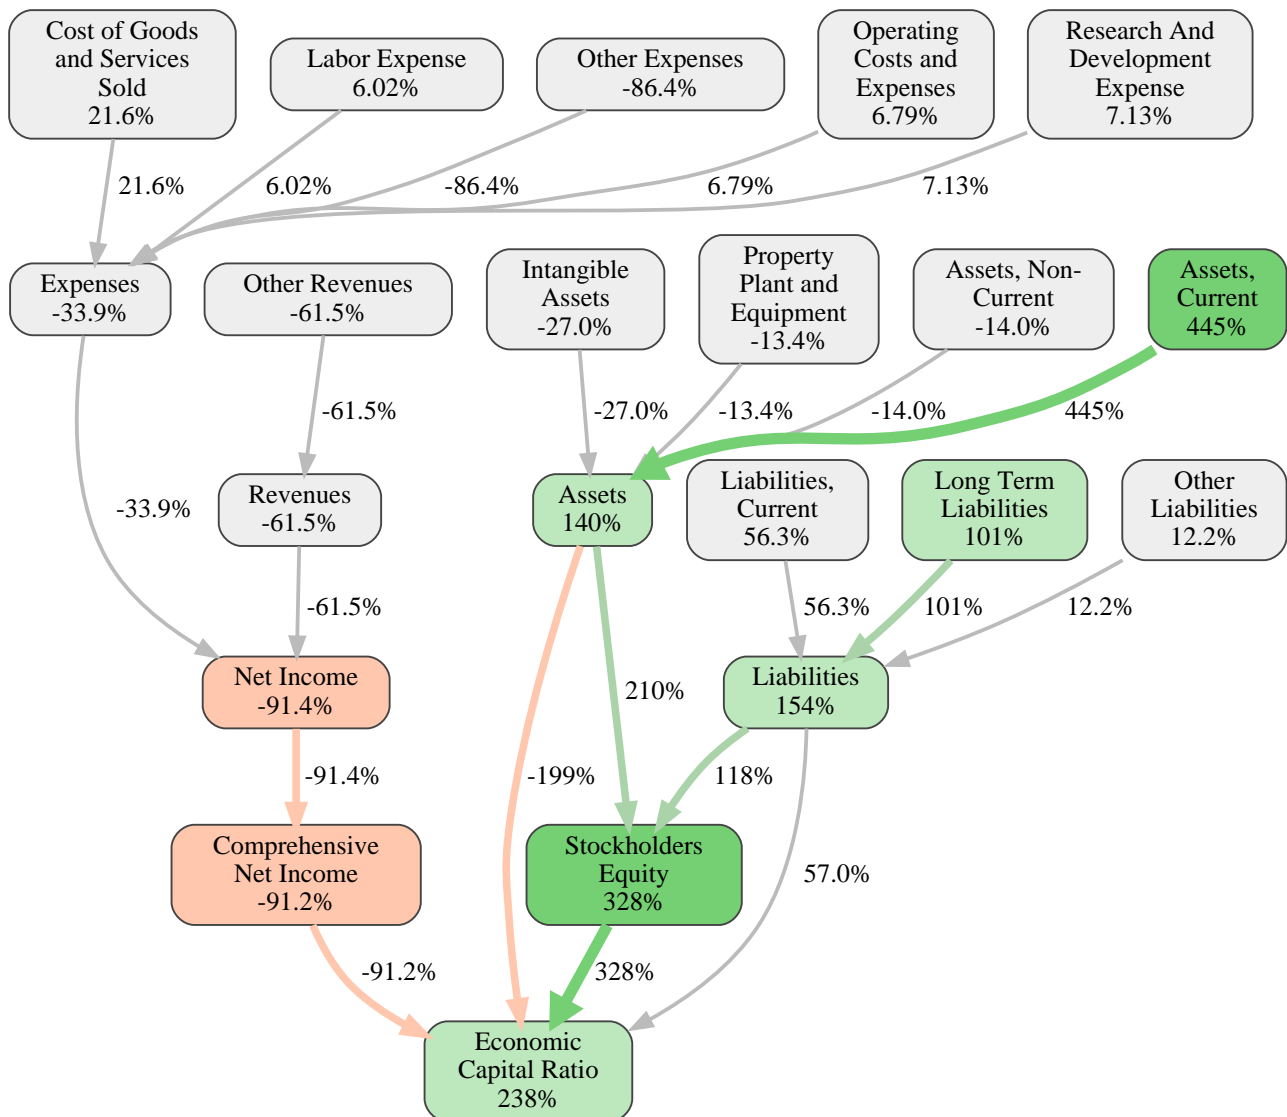 Cost of Goods
and Services
Sold
21.6%
Labor Expense
6.02%
Other Expenses
-86.4%
Operating
Costs and
Expenses
6.79%
Research And
Development
Expense
7.13%
21.6%
6.02%
-86.4%
6.79%
7.13%
Expenses
-33.9%
Other Revenues
-61.5%
Intangible
Assets
-27.0%
Property
Plant and
Equipment
-13.4%
Assets, Non-
Current
-14.0%
Assets,
Current
445%
-61.5%
-27.0%
-13.4%
-14.0%
445%
-33.9%
Revenues
-61.5%
Assets
140%
Liabilities,
Current
56.3%
Long Term
Liabilities
101%
Other
Liabilities
12.2%
-61.5%
56.3%
101%
12.2%
Net Income
-91.4%
210%
Liabilities
154%
-91.4%
-199%
118%
Comprehensive
Net Income
-91.2%
Stockholders
Equity
328%
57.0%
-91.2%
328%
Economic
Capital Ratio
238%